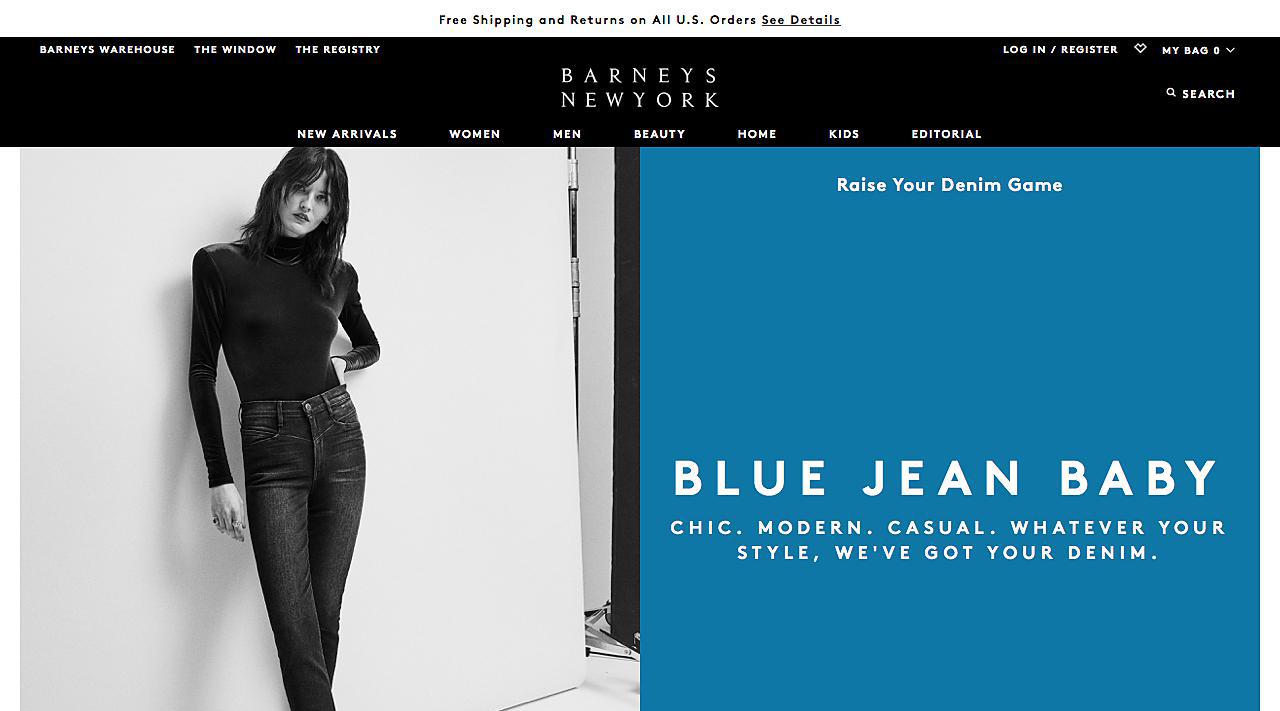 Free Shipping and Returns on All U.S. Orders See Details
BARNEYS WAREHOUSE THE WINDOW THE REGISTRY
LOG IN / REGISTER MY BAG 0
BARNEYS
NEWYORK
SEARCH
NEW ARRIVALS WOMEN MEN BEAUTY HOME KIDS EDITORIAL
Raise Your Denim Game
BLUE JEAN BABY
CHIC. MODERN. CASUAL. WHATEVER YOUR
STYLE, WE'VE GOT YOUR DENIM.